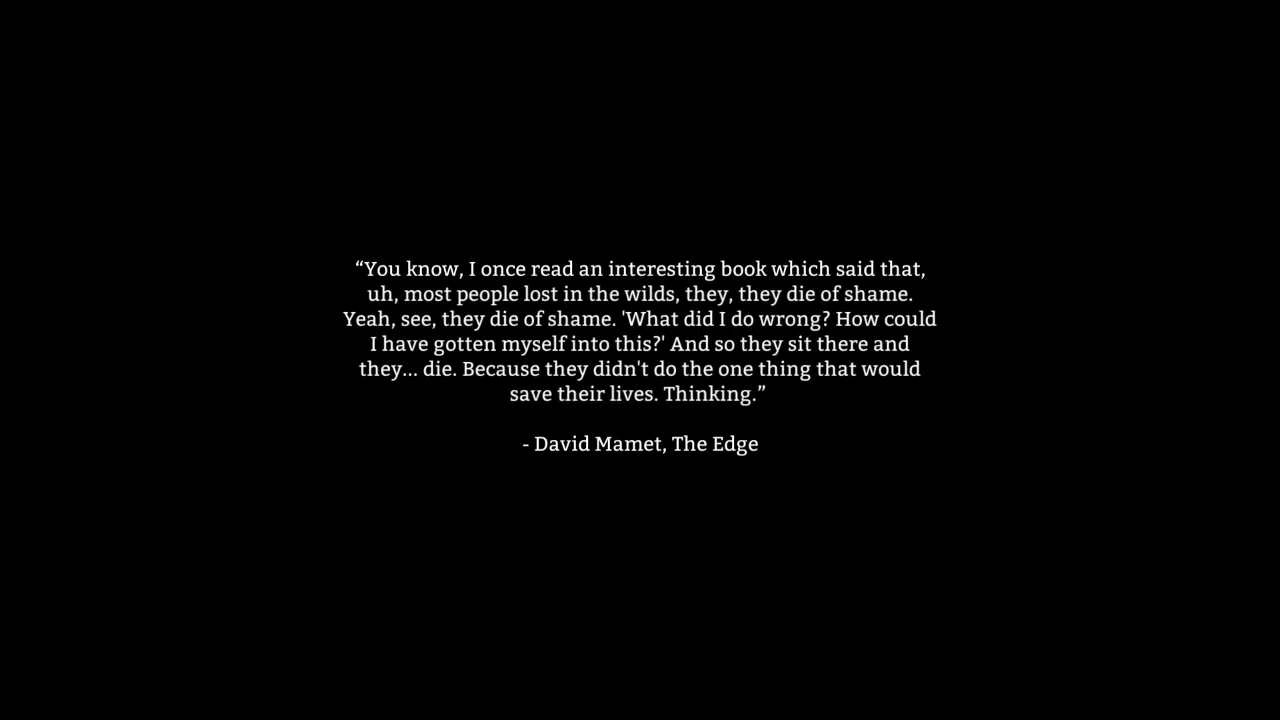 “You know, I once read an interesting book which said that,
uh, most people lost in the wilds, they, they die of shame.
Yeah, see, they die of shame. 'What did I do wrong? How could
I have gotten myself into this?' And so they sit there and
they... die. Because they didn't do the one thing that would
save their lives. Thinking.”
- David Mamet, The Edge